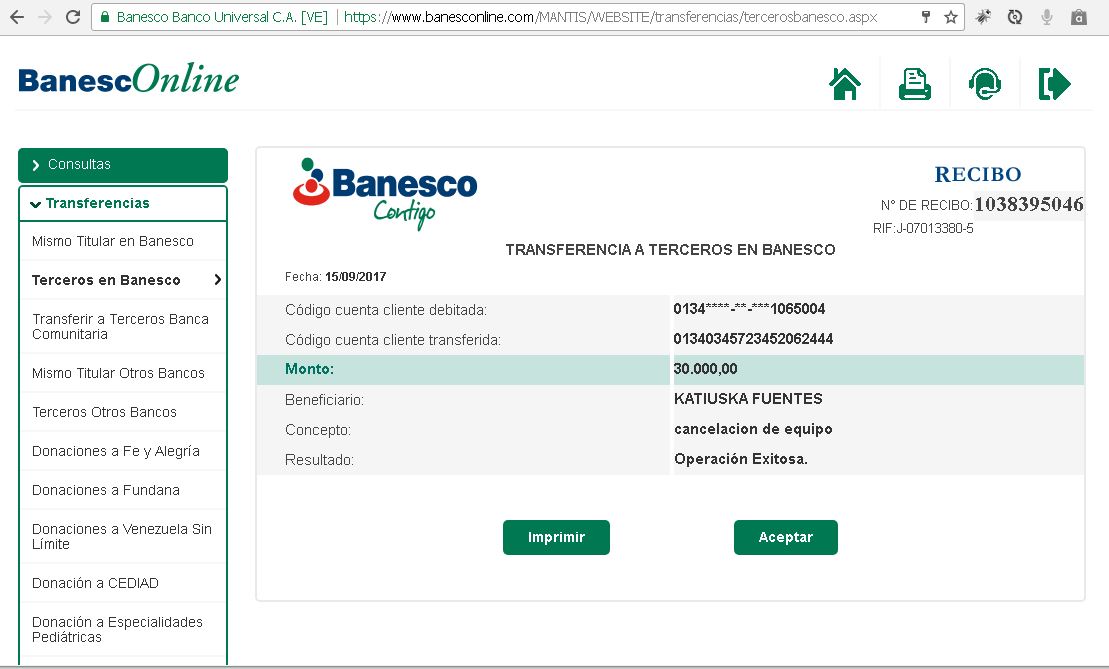 Banesco Banco Universal C.A. [VE] https://www.banesconline.com/MANTIS/WEBSITE/transferencias/tercerosbanesco.aspx
BanescOnline
Consultas
Transferencias
Mismo Titular en Banesco
Terceros en Banesco
Transferir a Terceros Banca
Comunitaria
Mismo Titular Otros Bancos
Terceros Otros Bancos
Donaciones a Fe y Alegría
Donaciones a Fundana
Donaciones a Venezuela Sin
Límite
Donación a CEDIAD
Donación a Especialidades
Pediátricas
Banesco
Contigo
RECIBO
N° DE RECIBO:1038395046
RIF:J-07013380-5
TRANSFERENCIA A TERCEROS EN BANESCO
Fecha: 15/09/2017
Código cuenta cliente debitada: 0134****-**-***1065004
Código cuenta cliente transferida: 01340345723452062444
Monto: 30.000,00
Beneficiario: KATIUSKA FUENTES
Concepto: cancelacion de equipo
Resultado: Operación Exitosa.
Imprimir Aceptar